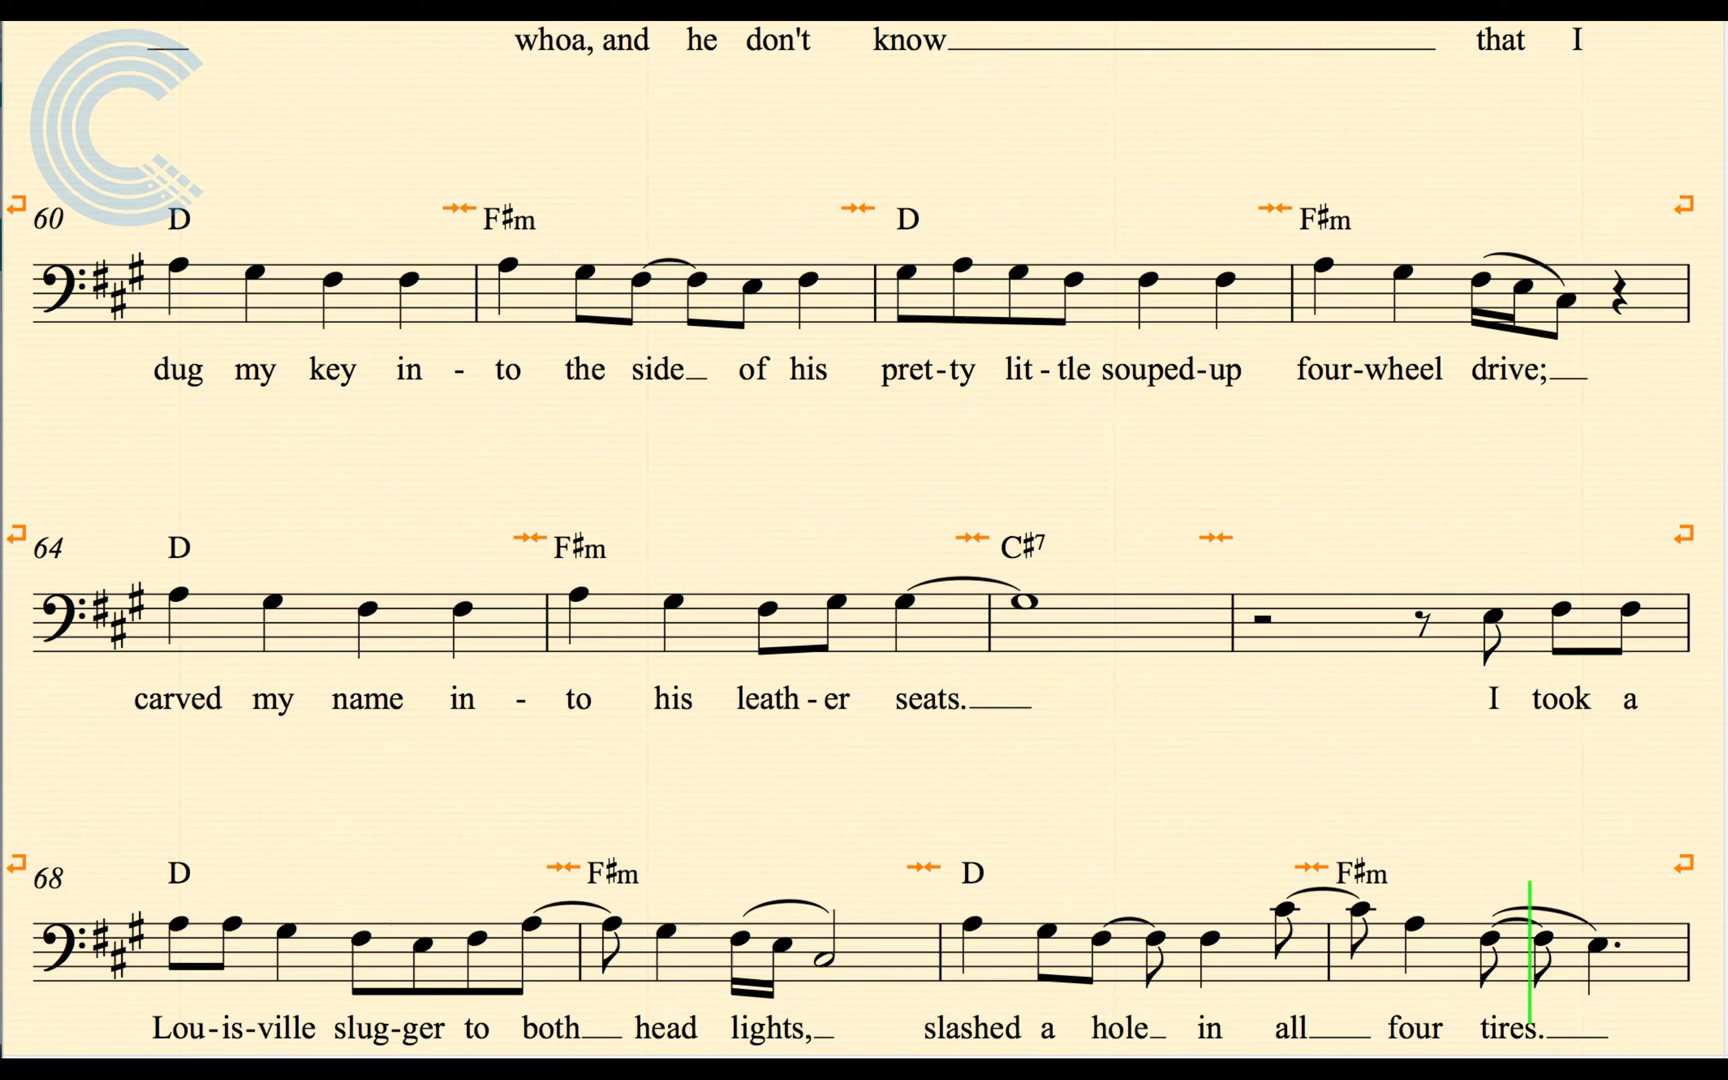 whoa, and he don't know that I
60 D F#m D F#m
dug my key in - to the side of his pret-ty lit-tle souped-up four-wheel drive;
64 D F#m C#7
carved my name in - to his leath-er seats. I took a
68 D F#m D F#m
Lou-is-ville slug-ger to both head lights, slashed a hole in all four tires.